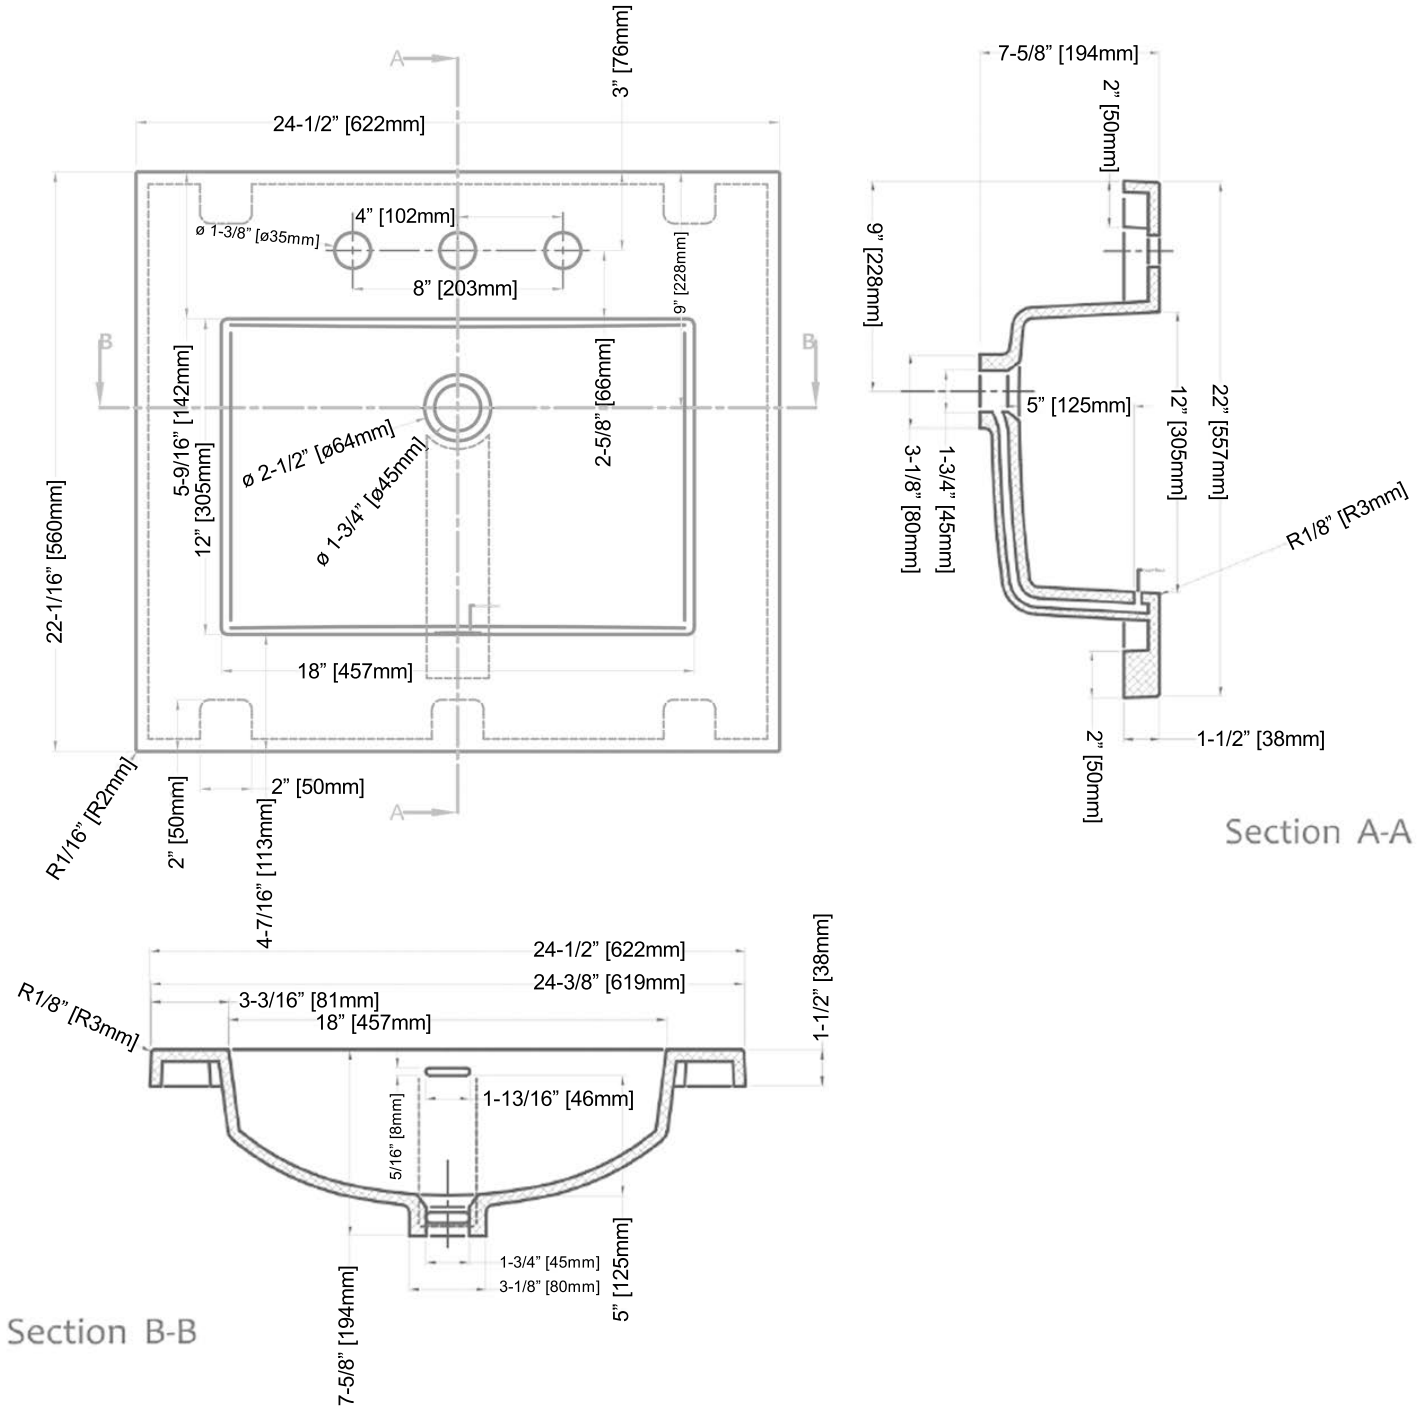 A
3” [76mm]
24-1/2” [622mm]
4” [102mm]
ø 1-3/8” [ø35mm]
8” [203mm]
9” [228mm]
B
B
5-9/16” [142mm]
12” [305mm]
2-5/8” [66mm]
ø 2-1/2” [ø64mm]
ø 1-3/4” [ø45mm]
22-1/16” [560mm]
18” [457mm]
R1/16” [R2mm]
2” [50mm]
2” [50mm]
4-7/16” [113mm]
A
7-5/8” [194mm]
2” [50mm]
9” [228mm]
5” [125mm]
12” [305mm]
22” [557mm]
3-1/8” [80mm]
1-3/4” [45mm]
R1/8” [R3mm]
2” [50mm]
1-1/2” [38mm]
Section A-A
24-1/2” [622mm]
24-3/8” [619mm]
3-3/16” [81mm]
18” [457mm]
R1/8” [R3mm]
1-1/2” [38mm]
1-13/16” [46mm]
5/16” [8mm]
1-3/4” [45mm]
3-1/8” [80mm]
5” [125mm]
7-5/8” [194mm]
Section B-B